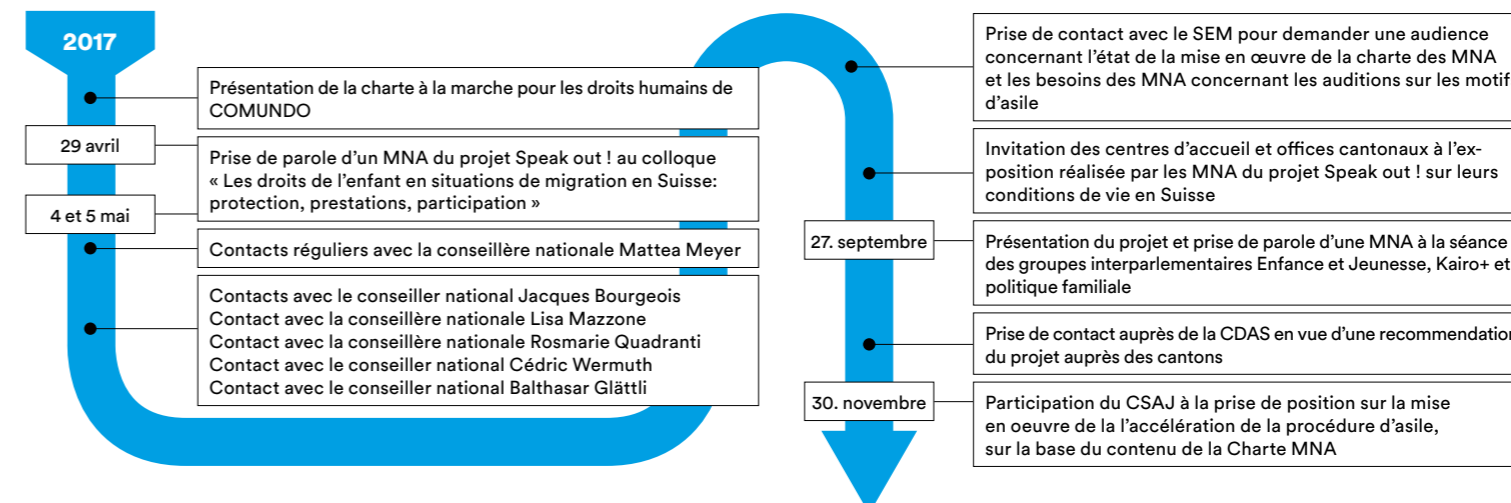 2017
Présentation de la charte à la marche pour les droits humains de
COMUNDO
29 avril
Prise de parole d'un MNA du projet Speak out ! au colloque
« Les droits de l'enfant en situations de migration en Suisse:
protection, prestations, participation »
4 et 5 mai
Contacts réguliers avec la conseillère nationale Mattea Meyer
Contacts avec le conseiller national Jacques Bourgeois
Contact avec la conseillère nationale Lisa Mazzone
Contact avec la conseillère nationale Rosmarie Quadranti
Contact avec le conseiller national Cédric Wermuth
Contact avec le conseiller national Balthasar Glättli
Prise de contact avec le SEM pour demander une audience
concernant l'état de la mise en œuvre de la charte des MNA
et les besoins des MNA concernant les auditions sur les motif
d'asile
Invitation des centres d'accueil et offices cantonaux à l'ex-
position réalisée par les MNA du projet Speak out ! sur leurs
conditions de vie en Suisse
27. septembre
Présentation du projet et prise de parole d'une MNA à la séance
des groupes interparlementaires Enfance et Jeunesse, Kairo+ et
politique familiale
Prise de contact auprès de la CDAS en vue d'une recommendation
du projet auprès des cantons
30. novembre
Participation du CSAJ à la prise de position sur la mise
en oeuvre de la l'accélération de la procédure d'asile,
sur la base du contenu de la Charte MNA